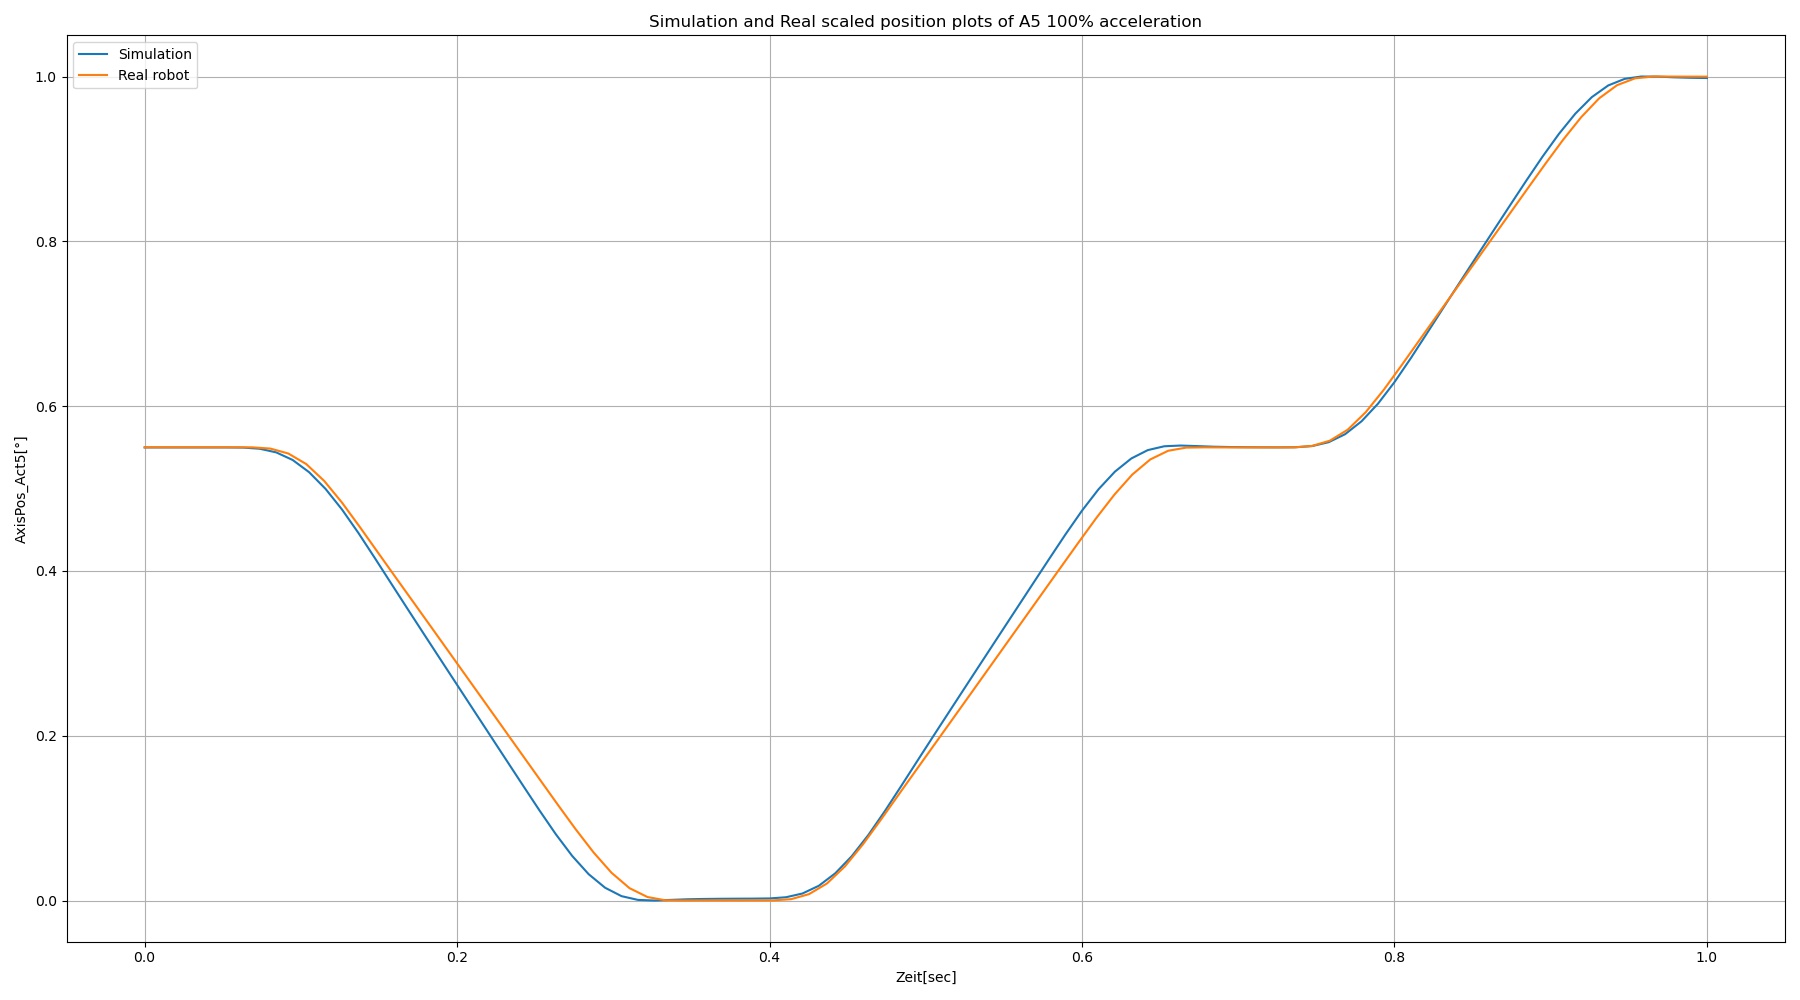 Simulation and Real scaled position plots of A5 100% acceleration
Simulation
Real robot
1.0
0.8
0.6
0.4
0.2
0.0
AxisPos_Act5[°]
0.0 0.2 0.4 0.6 0.8 1.0
Zeit[sec]